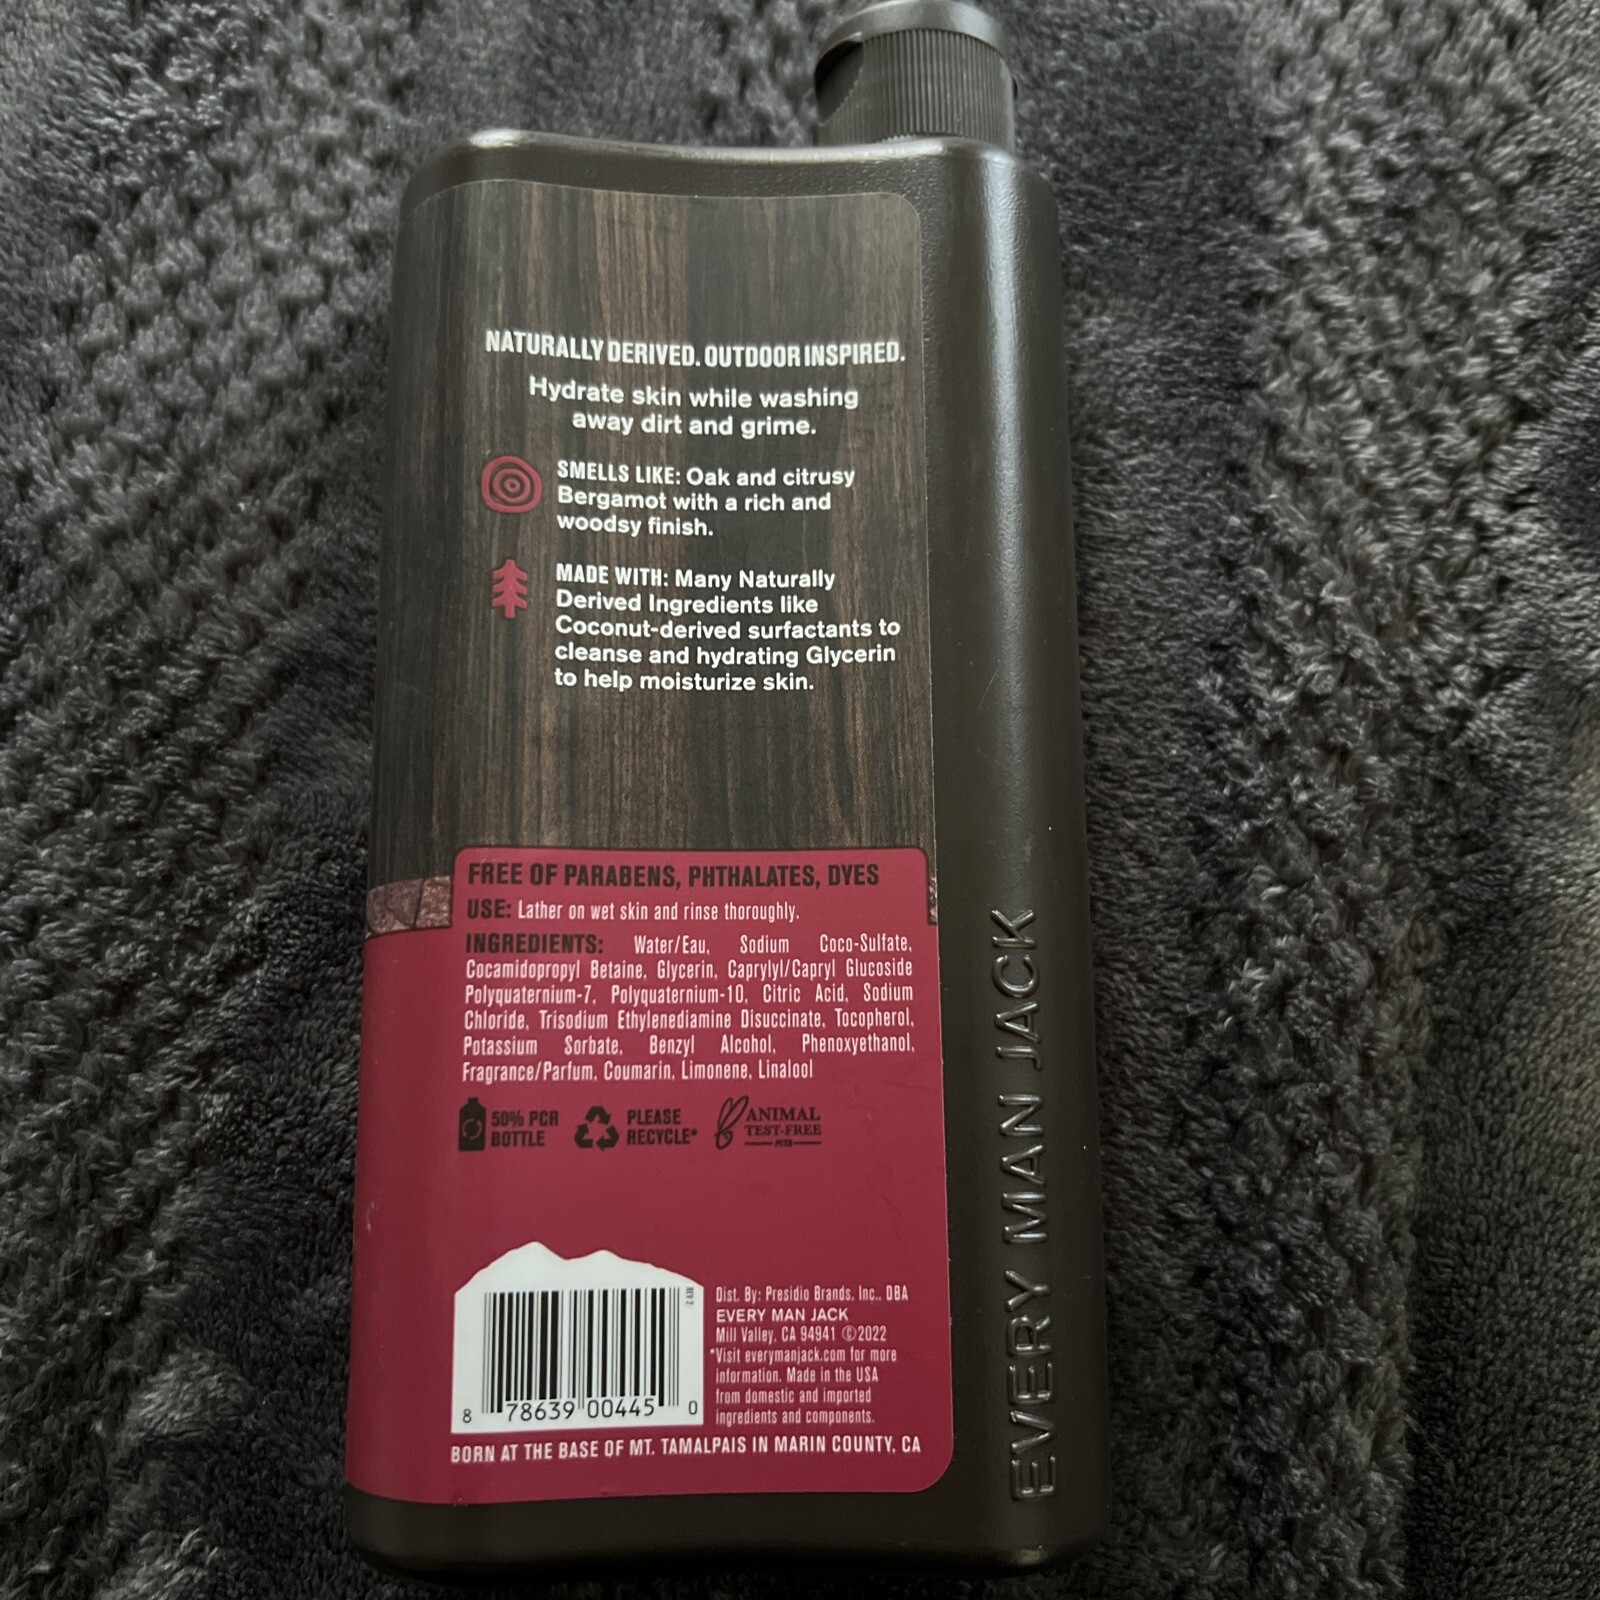 NATURALLY DERIVED. OUTDOOR INSPIRED.
Hydrate skin while washing
away dirt and grime.
SMELLS LIKE: Oak and citrusy
Bergamot with a rich and
woodsy finish.
MADE WITH: Many Naturally
Derived Ingredients like
Coconut-derived surfactants to
cleanse and hydrating Glycerin
to help moisturize skin.
FREE OF PARABENS, PHTHALATES, DYES
USE: Lather on wet skin and rinse thoroughly.
INGREDIENTS: Water/Eau, Sodium Coco-Sulfate,
Cocamidopropyl Betaine, Glycerin, Caprylyl/Capryl Glucoside
Polyquaternium-7, Polyquaternium-10, Citric Acid, Sodium
Chloride, Trisodium Ethylenediamine Disuccinate, Tocopherol,
Potassium Sorbate, Benzyl Alcohol, Phenoxyethanol,
Fragrance/Parfum, Coumarin, Limonene, Linalool
50% PCR
BOTTLE
PLEASE
RECYCLE*
ANIMAL
TEST-FREE
PETA
REV 2
8 78639 00445 0
Dist. By: Presidio Brands, Inc., DBA
EVERY MAN JACK
Mill Valley, CA 94941 ©2022
*Visit everymanjack.com for more
information. Made in the USA
from domestic and imported
ingredients and components.
BORN AT THE BASE OF MT. TAMALPAIS IN MARIN COUNTY, CA
EVERY MAN JACK